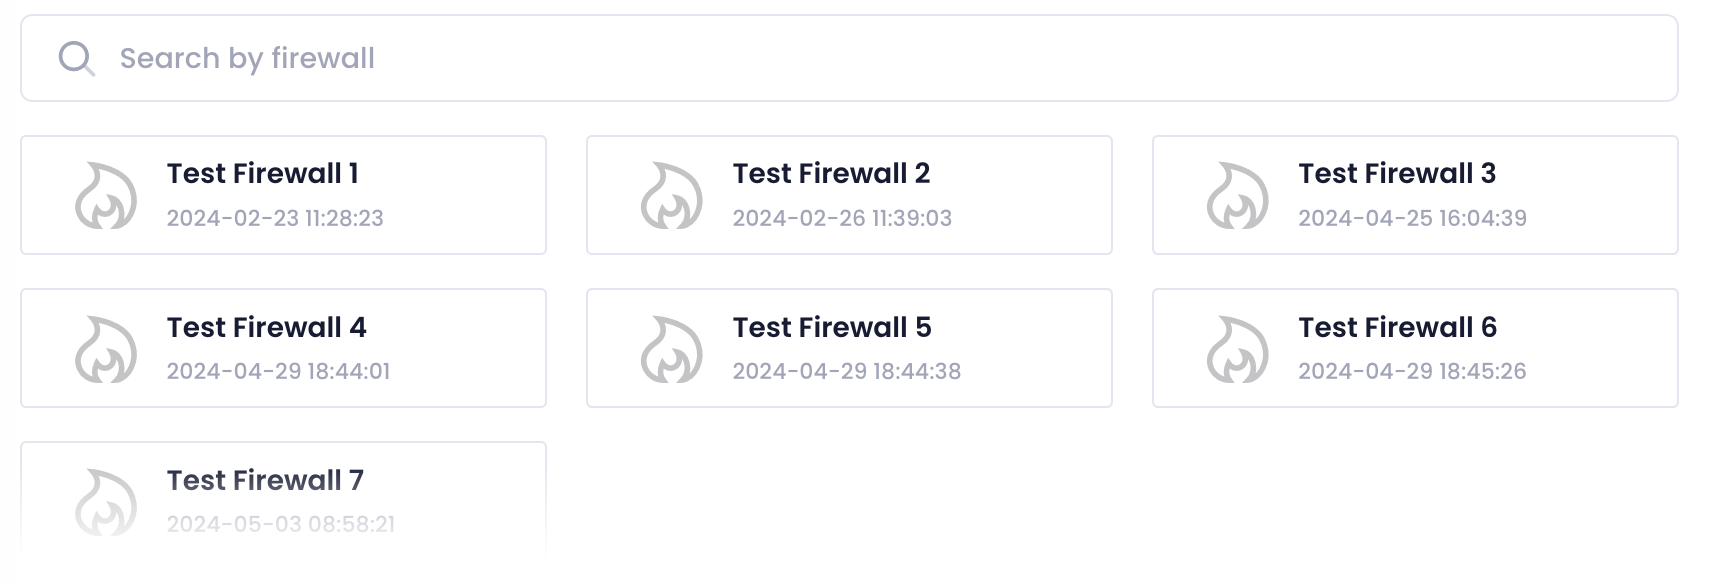 Search by firewall
Test Firewall 1
2024-02-23 11:28:23
Test Firewall 2
2024-02-26 11:39:03
Test Firewall 3
2024-04-25 16:04:39
Test Firewall 4
2024-04-29 18:44:01
Test Firewall 5
2024-04-29 18:44:38
Test Firewall 6
2024-04-29 18:45:26
Test Firewall 7
2024-05-03 08:58:21